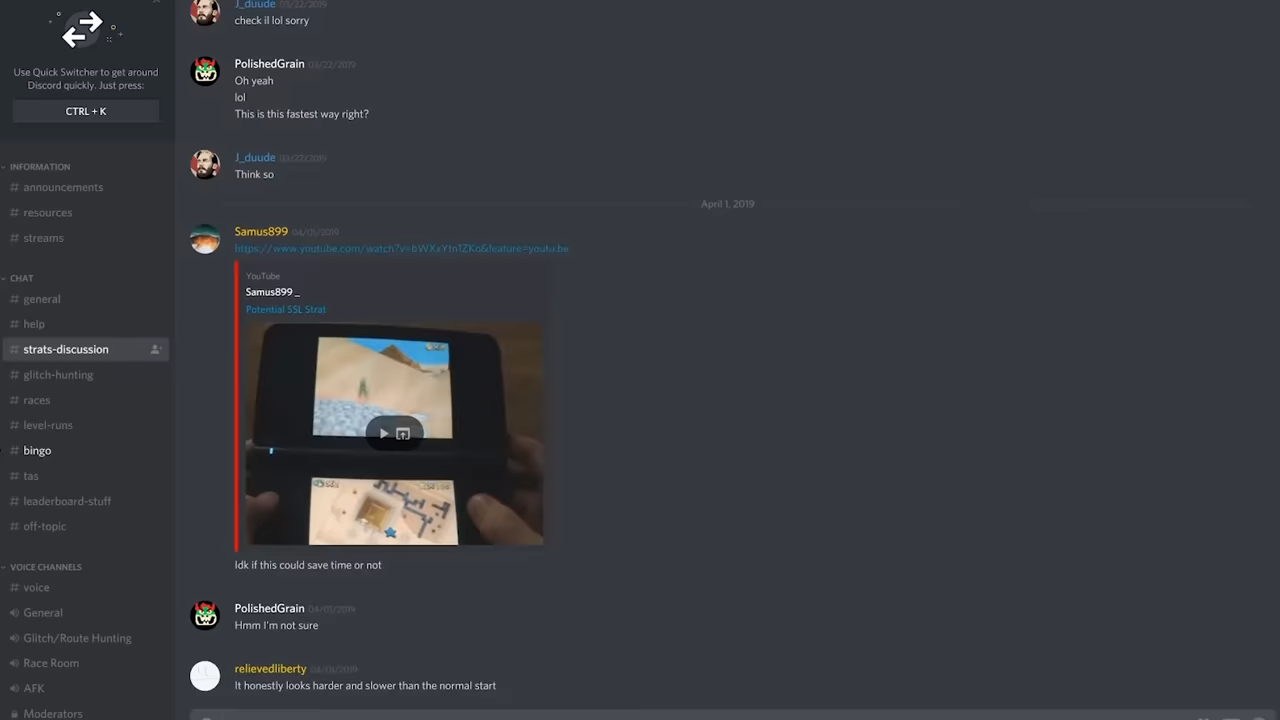 Use Quick Switcher to get around
Discord quickly. Just press:
CTRL + K
INFORMATION
# announcements
# resources
# streams
CHAT
# general
# help
# strats-discussion
# glitch-hunting
# races
# level-runs
# bingo
# tas
# leaderboard-stuff
# off-topic
VOICE CHANNELS
# voice
General
Glitch/Route Hunting
Race Room
AFK
Moderators
J_duude 03/22/2019
check il lol sorry
PolishedGrain 03/22/2019
Oh yeah
lol
This is this fastest way right?
J_duude 03/22/2019
Think so
April 1, 2019
Samus899 04/01/2019
https://www.youtube.com/watch?v=bWXxYtn1ZKo&feature=youtu.be
YouTube
Samus899 _
Potential SSL Strat
Idk if this could save time or not
PolishedGrain 04/01/2019
Hmm I'm not sure
relievedliberty 04/01/2019
It honestly looks harder and slower than the normal start